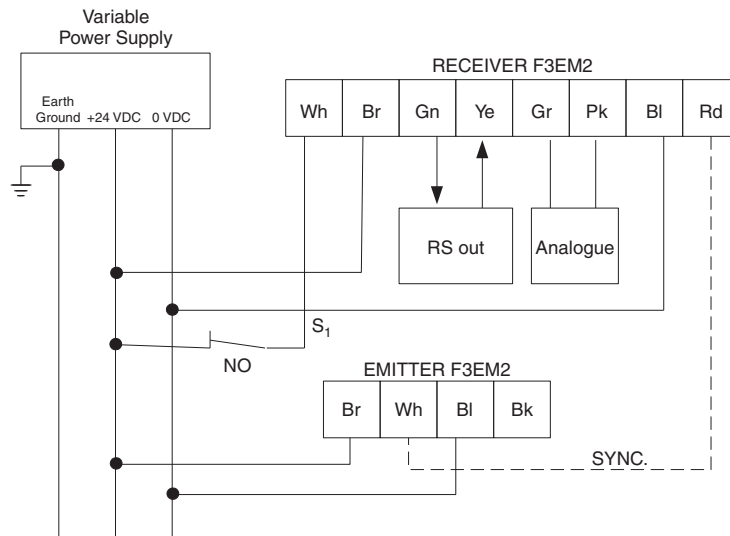 Variable
Power Supply
Earth
Ground +24 VDC 0 VDC
RECEIVER F3EM2
Wh Br Gn Ye Gr Pk Bl Rd
RS out Analogue
S1
NO
EMITTER F3EM2
Br Wh Bl Bk
SYNC.